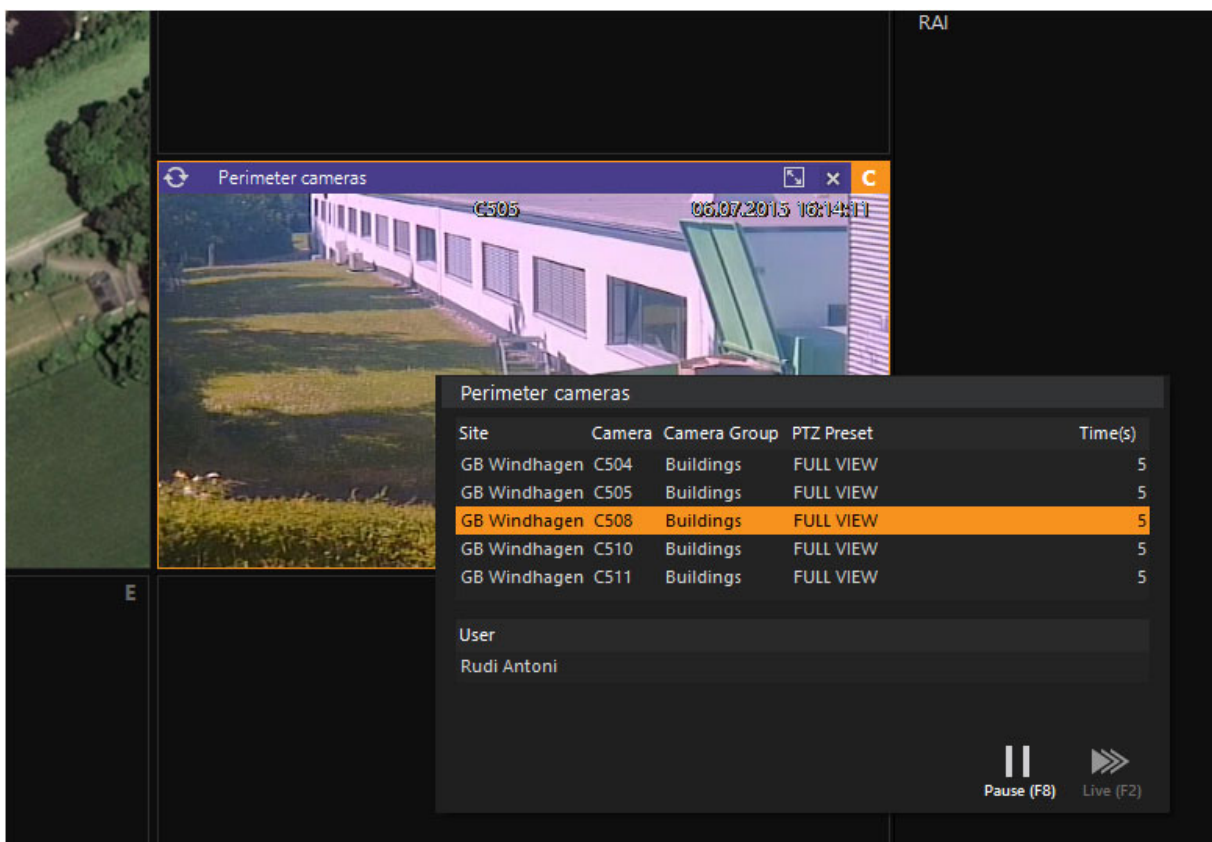 RAI
Perimeter cameras C
C505 06.07.2015 16:14:11
Perimeter cameras
Site Camera Camera Group PTZ Preset Time(s)
GB Windhagen C504 Buildings FULL VIEW 5
GB Windhagen C505 Buildings FULL VIEW 5
GB Windhagen C508 Buildings FULL VIEW 5
GB Windhagen C510 Buildings FULL VIEW 5
GB Windhagen C511 Buildings FULL VIEW 5
E
User
Rudi Antoni
Pause (F8) Live (F2)